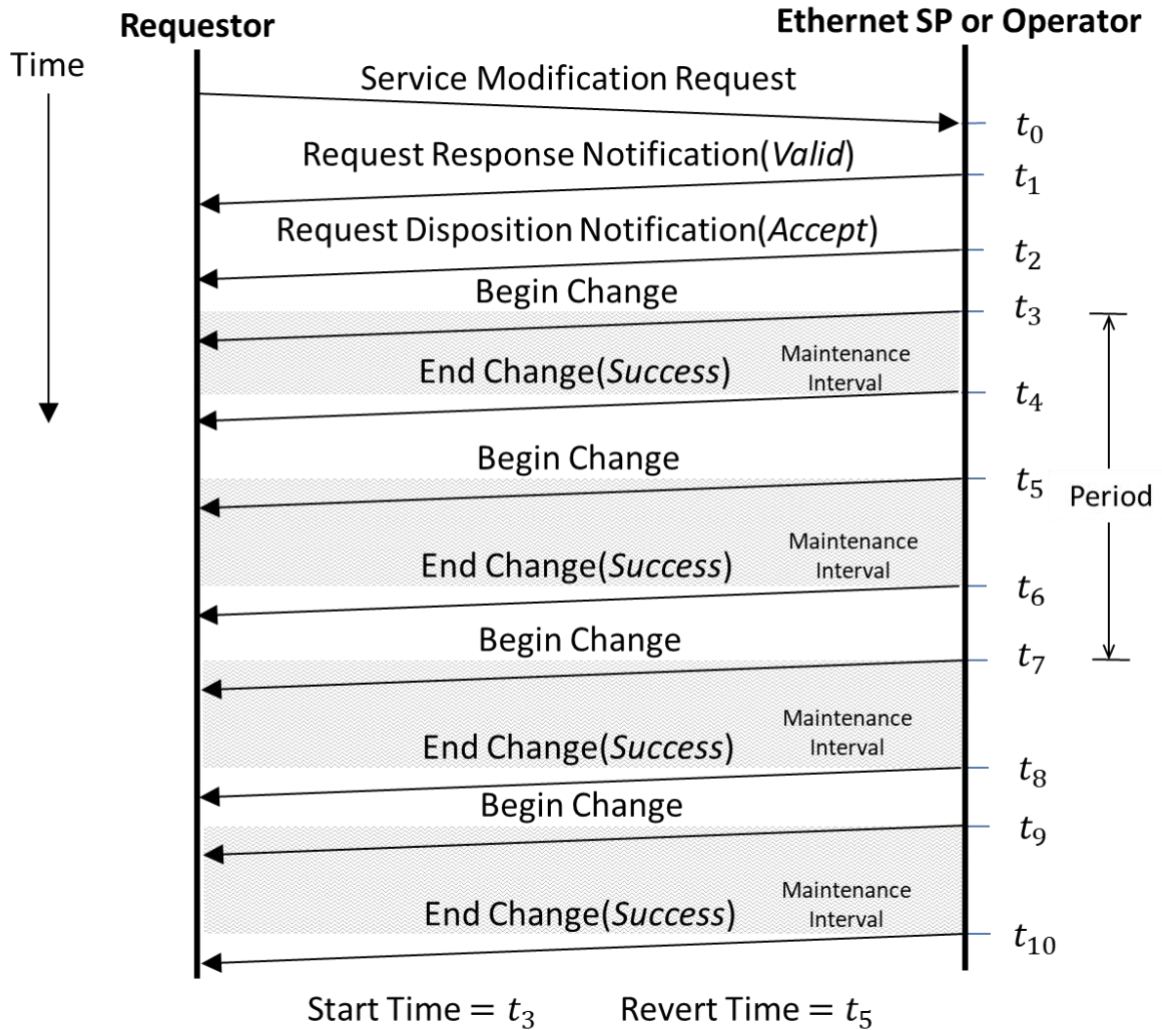 Requestor
Ethernet SP or Operator
Time
Service Modification Request
t₀
Request Response Notification(Valid)
t₁
Request Disposition Notification(Accept)
t₂
Begin Change
t₃
Maintenance
Interval
End Change(Success)
t₄
Begin Change
t₅
Period
Maintenance
Interval
End Change(Success)
t₆
Begin Change
t₇
Maintenance
Interval
End Change(Success)
t₈
Begin Change
t₉
Maintenance
Interval
End Change(Success)
t₁₀
Start Time = t₃ Revert Time = t₅